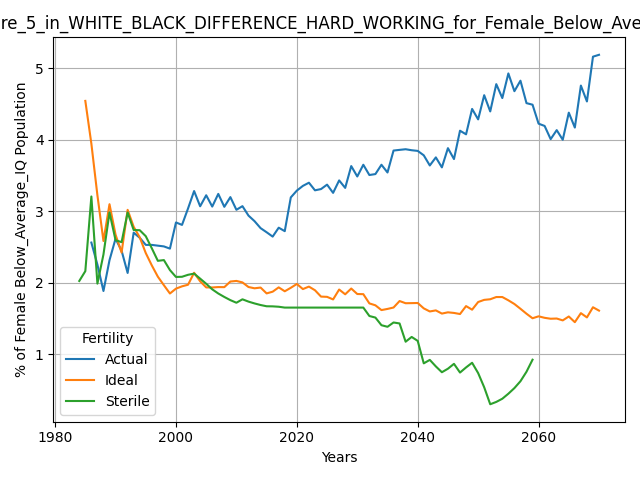 re_5_in_WHITE_BLACK_DIFFERENCE_HARD_WORKING_for_Female_Below_Ave
% of Female Below_Average_IQ Population
5
4
3
2
1
Fertility
Actual
Ideal
Sterile
1980 2000 2020 2040 2060
Years